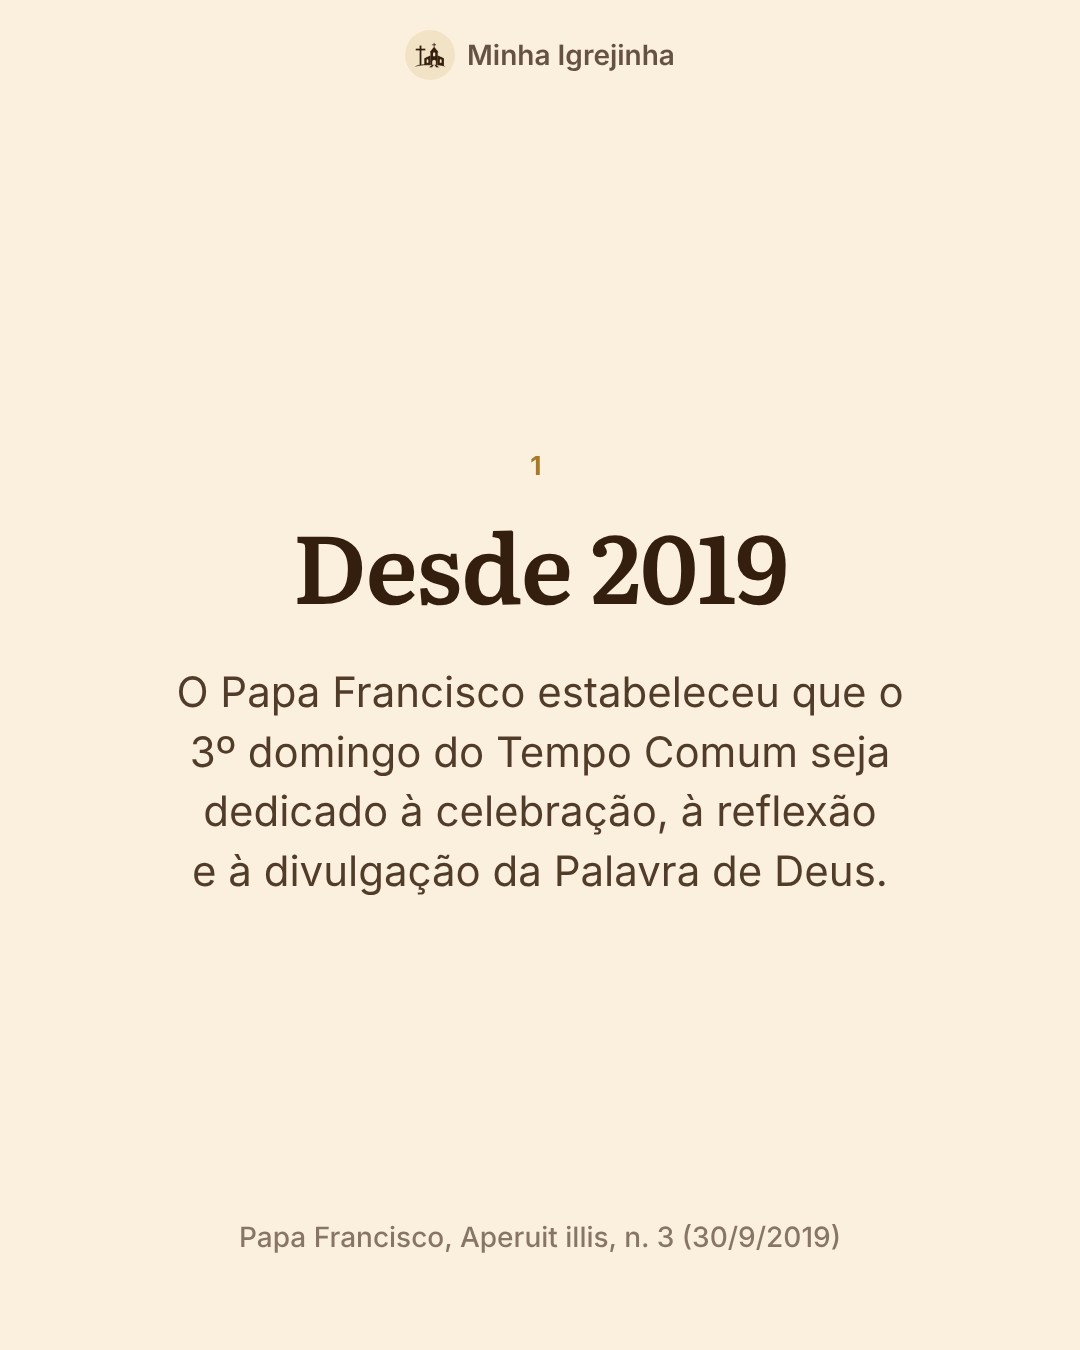 Minha Igrejinha
1
Desde 2019
O Papa Francisco estabeleceu que o
3º domingo do Tempo Comum seja
dedicado à celebração, à reflexão
e à divulgação da Palavra de Deus.
Papa Francisco, Aperuit illis, n. 3 (30/9/2019)